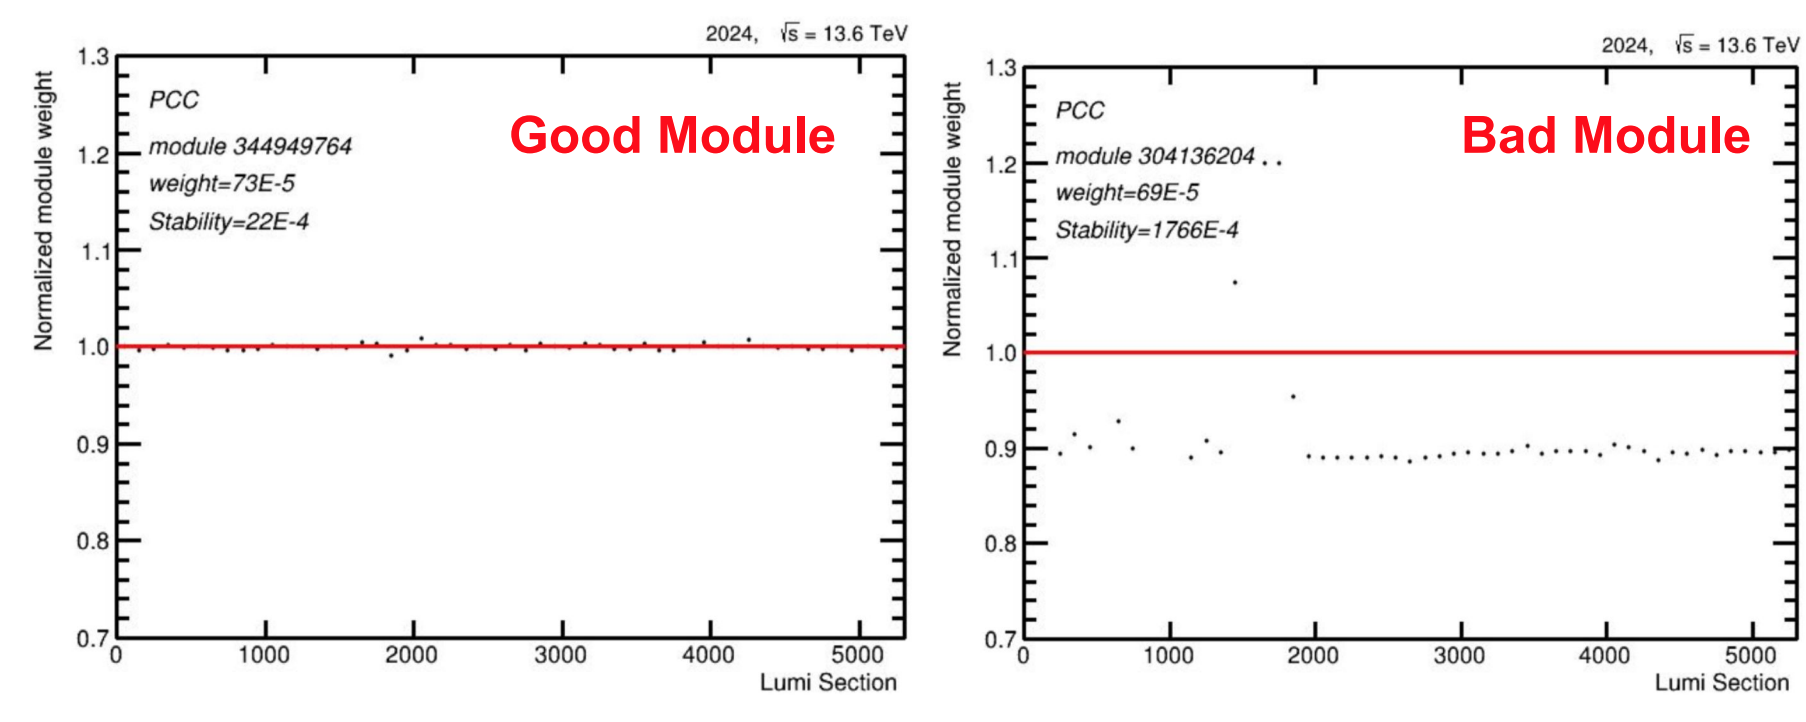 2024, √s = 13.6 TeV
Normalized module weight
1.3
1.2
1.1
1.0
0.9
0.8
0.7
PCC
module 344949764
weight=73E-5
Stability=22E-4
Good Module
0 1000 2000 3000 4000 5000
Lumi Section
2024, √s = 13.6 TeV
Normalized module weight
1.3
1.2
1.1
1.0
0.9
0.8
0.7
PCC
module 304136204
weight=69E-5
Stability=1766E-4
Bad Module
0 1000 2000 3000 4000 5000
Lumi Section